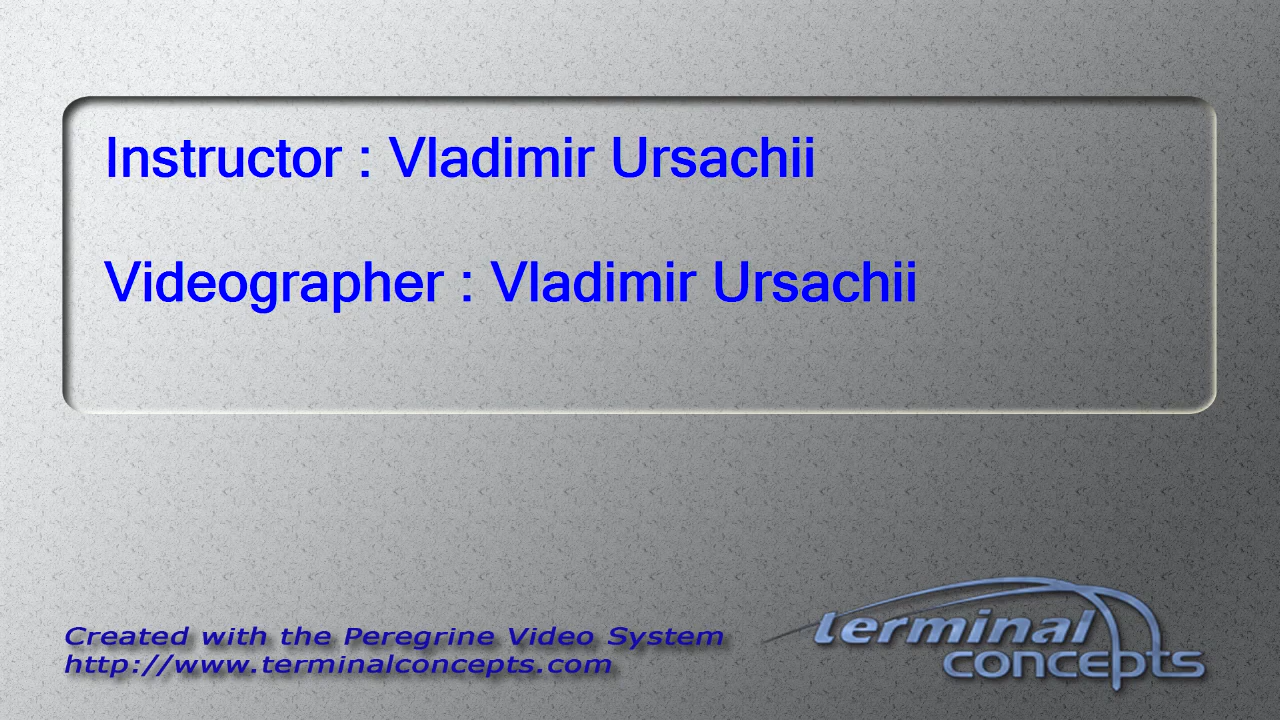 Instructor : Vladimir Ursachii
Videographer : Vladimir Ursachii
Created with the Peregrine Video System
http://www.terminalconcepts.com
terminal
concepts